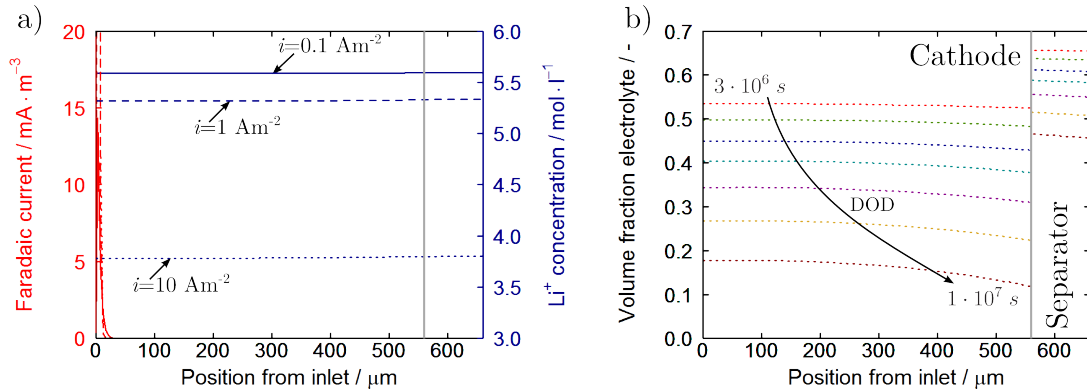 a)
20
15
10
5
0
Faradaic current / mA · m⁻³
i=0.1 Am⁻²
i=1 Am⁻²
i=10 Am⁻²
6.0
5.5
5.0
4.5
4.0
3.5
3.0
Li⁺ concentration / mol · l⁻¹
0 100 200 300 400 500 600
Position from inlet / μm
b)
0.7
0.6
0.5
0.4
0.3
0.2
0.1
0.0
Volume fraction electrolyte / -
Cathode
3 · 10⁶ s
DOD
1 · 10⁷ s
Separator
0 100 200 300 400 500 600
Position from inlet / μm